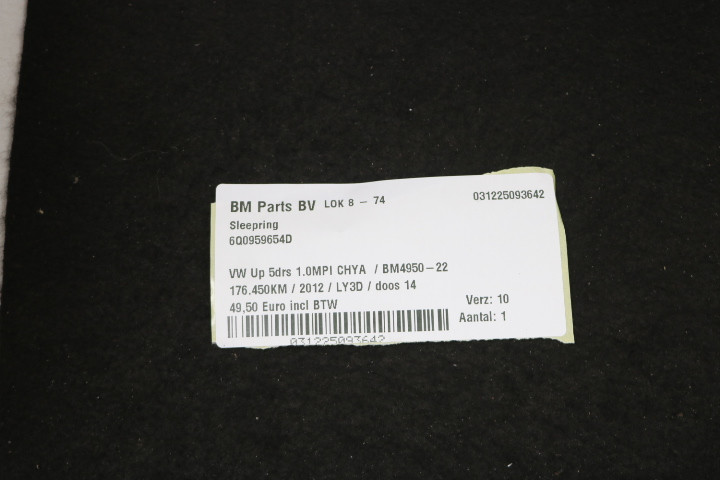 BM Parts BV LOK 8 - 74 031225093642
Sleepring
6Q0959654D
VW Up 5drs 1.0MPI CHYA / BM4950-22
176.450KM / 2012 / LY3D / doos 14
49,50 Euro incl BTW Verz: 10
Aantal: 1
031225093642